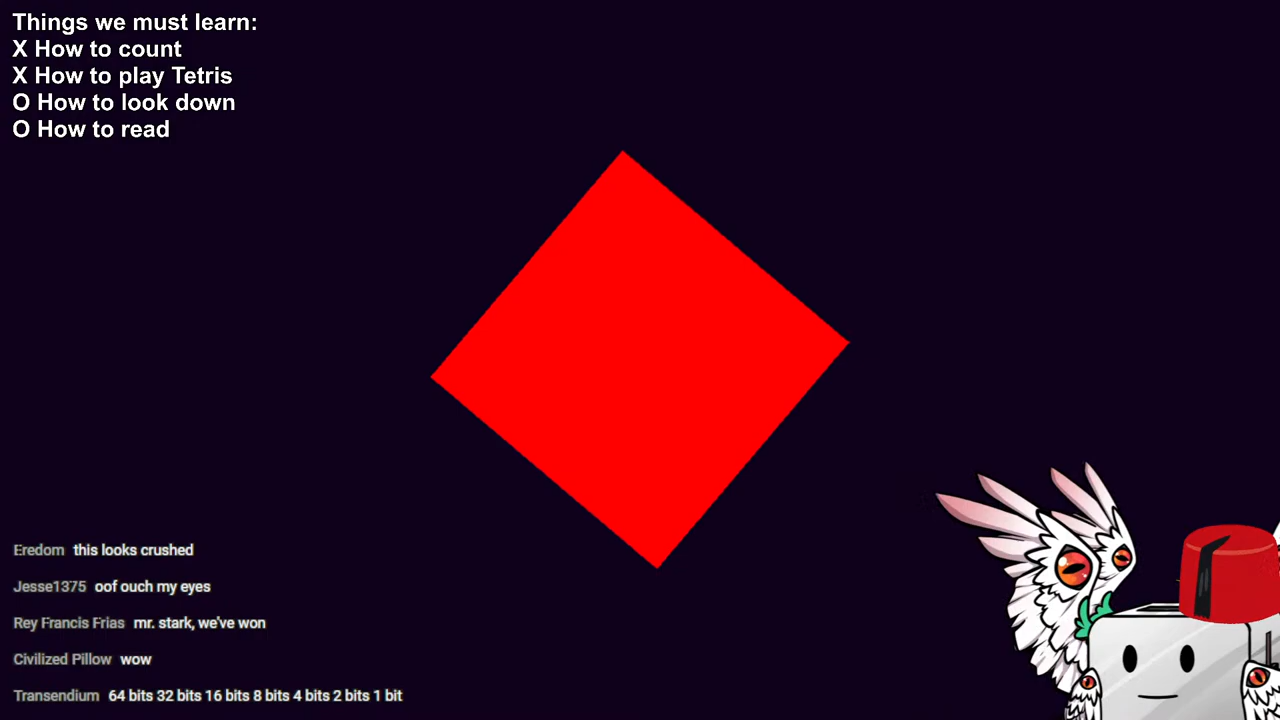 Things we must learn:
X How to count
X How to play Tetris
O How to look down
O How to read
Eredom this looks crushed
Jesse1375 oof ouch my eyes
Rey Francis Frias mr. stark, we've won
Civilized Pillow wow
Transendium 64 bits 32 bits 16 bits 8 bits 4 bits 2 bits 1 bit